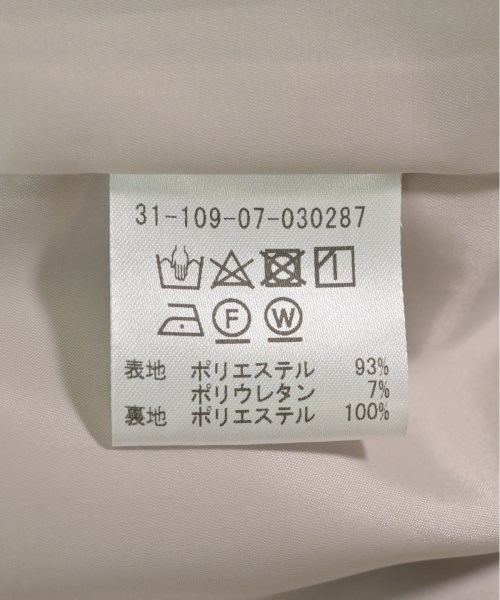 31-109-07-030287
F W
表地 ポリエステル 93%
ポリウレタン 7%
裏地 ポリエステル 100%